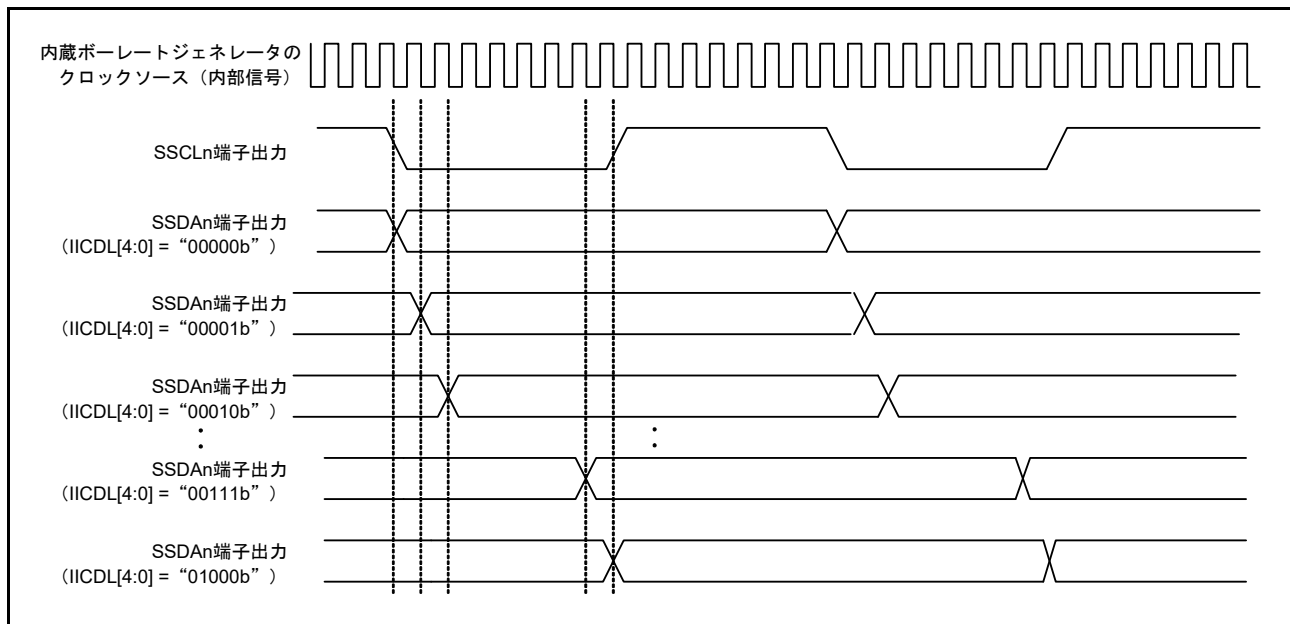 内蔵ボーレートジェネレータの
クロックソース（内部信号）
SSCLn端子出力
SSDAn端子出力
（IICDL[4:0] = “00000b”）
SSDAn端子出力
（IICDL[4:0] = “00001b”）
SSDAn端子出力
（IICDL[4:0] = “00010b”）
SSDAn端子出力
（IICDL[4:0] = “00111b”）
SSDAn端子出力
（IICDL[4:0] = “01000b”）